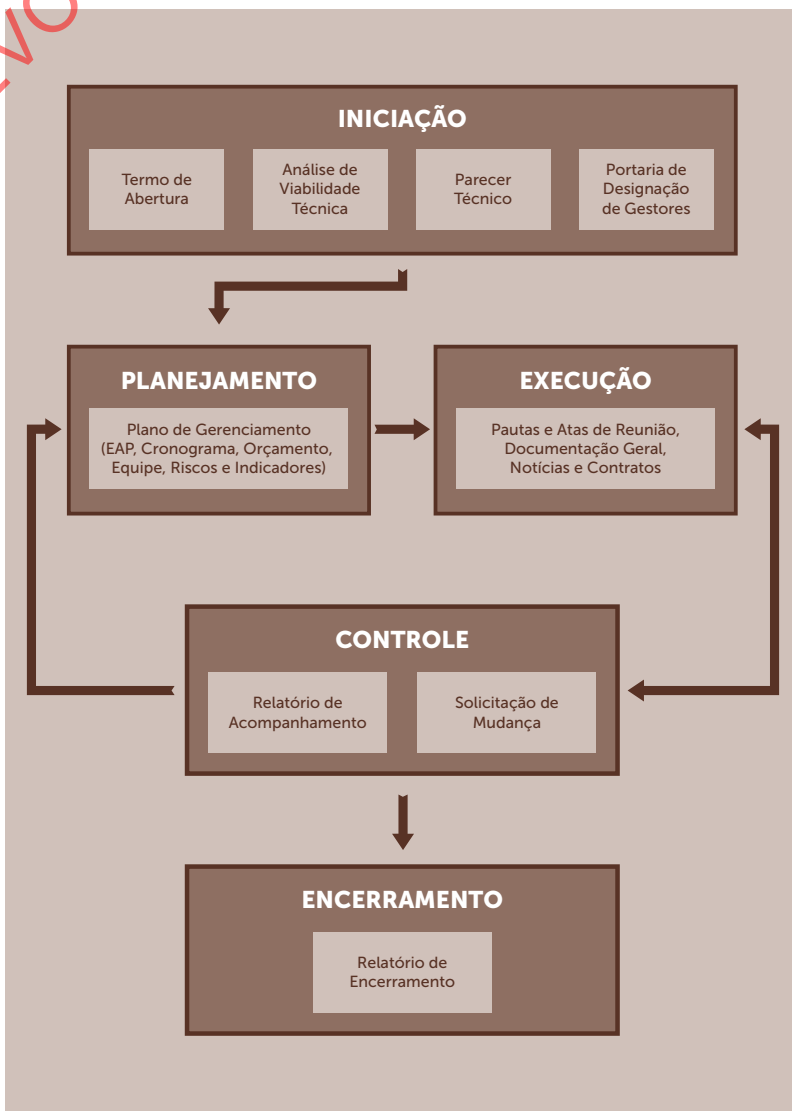 INICIAÇÃO
Termo de
Abertura
Análise de
Viabilidade
Técnica
Parecer
Técnico
Portaria de
Designação
de Gestores
PLANEJAMENTO
Plano de Gerenciamento
(EAP, Cronograma, Orçamento,
Equipe, Riscos e Indicadores)
EXECUÇÃO
Pautas e Atas de Reunião,
Documentação Geral,
Notícias e Contratos
CONTROLE
Relatório de
Acompanhamento
Solicitação de
Mudança
ENCERRAMENTO
Relatório de
Encerramento